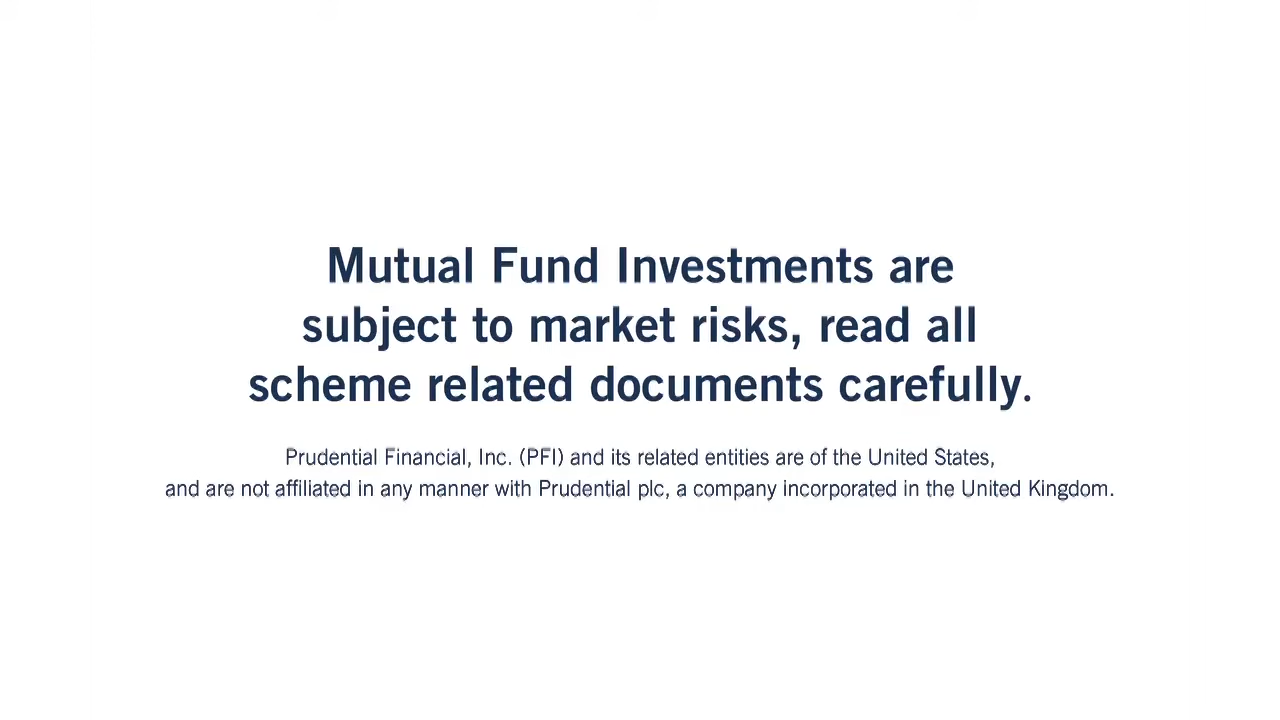 Mutual Fund Investments are
subject to market risks, read all
scheme related documents carefully.
Prudential Financial, Inc. (PFI) and its related entities are of the United States,
and are not affiliated in any manner with Prudential plc, a company incorporated in the United Kingdom.